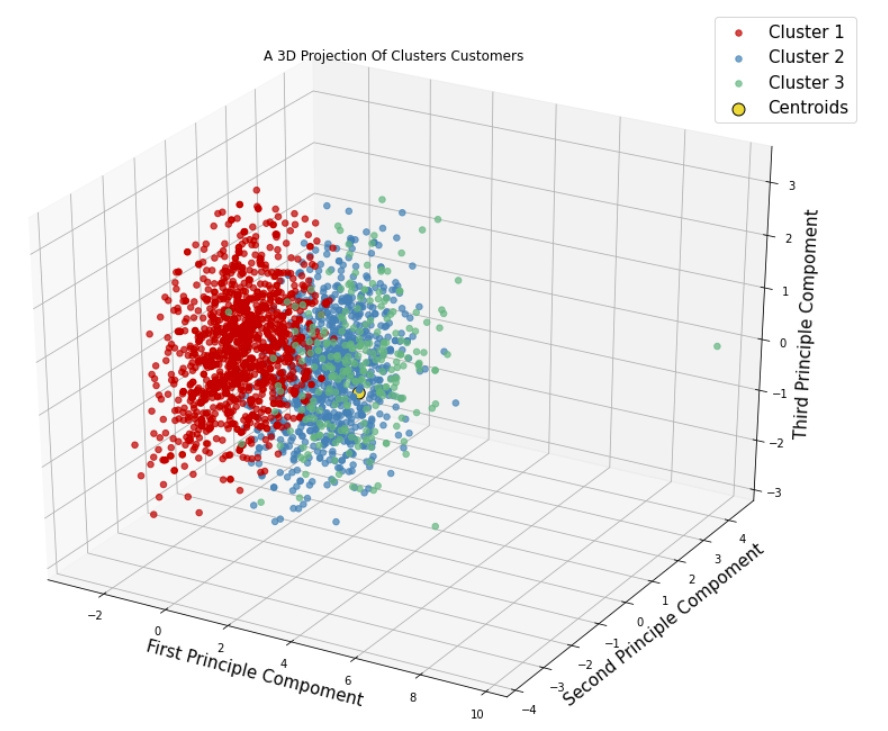 Cluster 1
Cluster 2
Cluster 3
Centroids
A 3D Projection Of Clusters Customers
3
2
1
0
−1
−2
−3
Third Principle Compoment
4
3
2
1
0
−1
−2
−3
−4
Second Principle Compoment
−2
0
2
4
6
8
10
First Principle Compoment